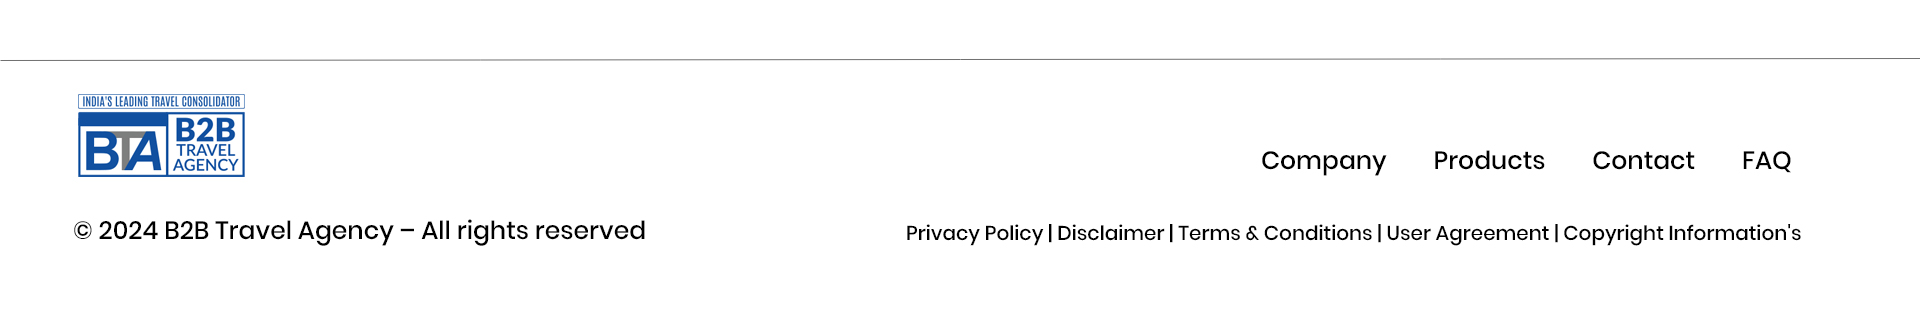 INDIA'S LEADING TRAVEL CONSOLIDATOR
BTA
B2B
TRAVEL
AGENCY
Company Products Contact FAQ
© 2024 B2B Travel Agency – All rights reserved
Privacy Policy | Disclaimer | Terms & Conditions | User Agreement | Copyright Information's